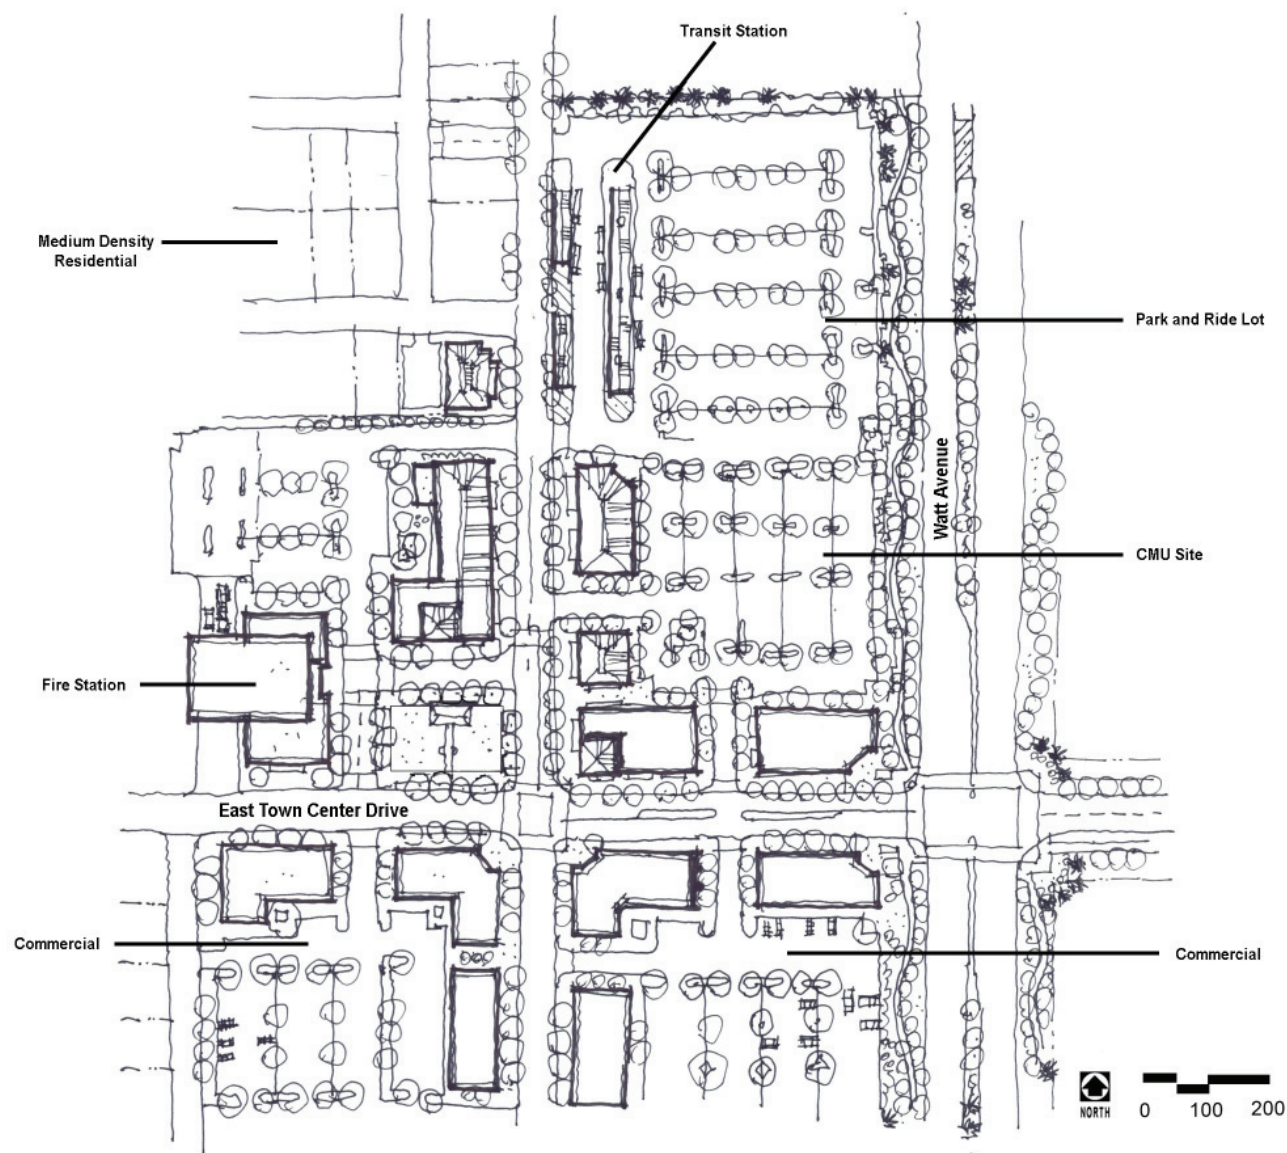 Transit Station
Medium Density
Residential
Park and Ride Lot
Watt Avenue
CMU Site
Fire Station
East Town Center Drive
Commercial
Commercial
NORTH
0 100 200